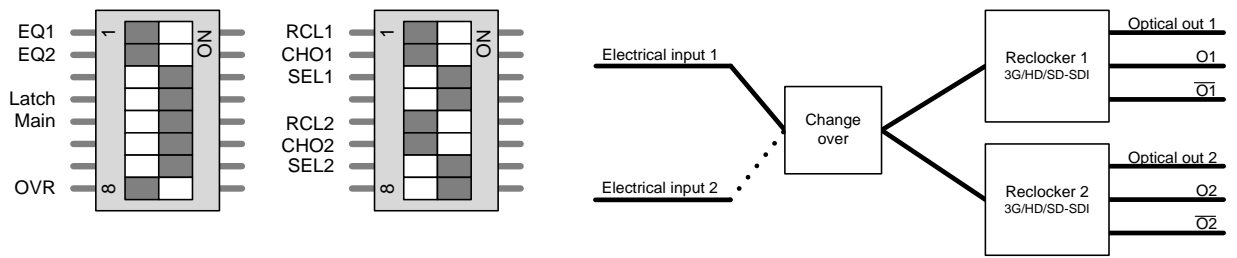 EQ1
EQ2
Latch
Main
OVR
1
8
ON
RCL1
CHO1
SEL1
RCL2
CHO2
SEL2
1
8
ON
Electrical input 1
Electrical input 2
Change
over
Reclocker 1
3G/HD/SD-SDI
Optical out 1
O1
O̅1̅
Reclocker 2
3G/HD/SD-SDI
Optical out 2
O2
O̅2̅